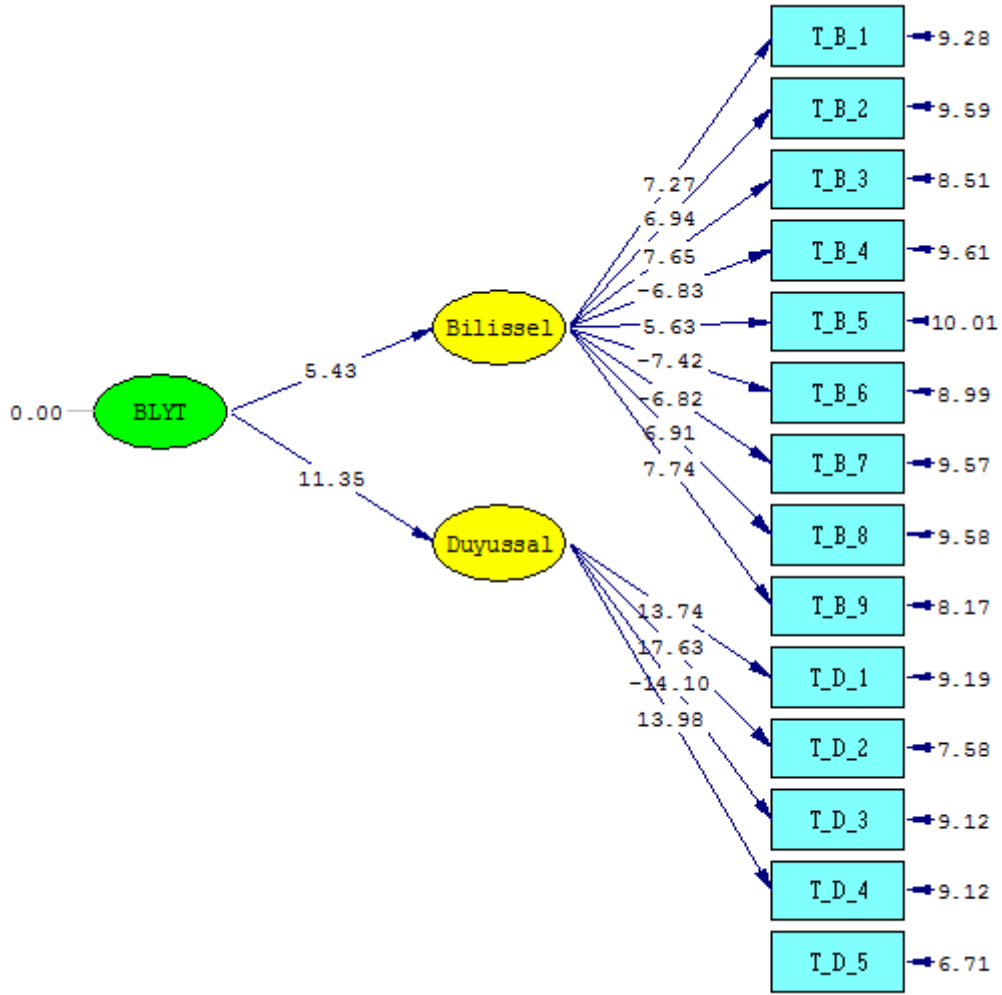 T_B_1
9.28
T_B_2
9.59
T_B_3
8.51
T_B_4
9.61
T_B_5
10.01
T_B_6
8.99
T_B_7
9.57
T_B_8
9.58
T_B_9
8.17
T_D_1
9.19
T_D_2
7.58
T_D_3
9.12
T_D_4
9.12
T_D_5
6.71
7.27
6.94
7.65
-6.83
5.63
-7.42
-6.82
6.91
7.74
Bilissel
5.43
0.00
BLYT
11.35
Duyussal
13.74
17.63
-14.10
13.98